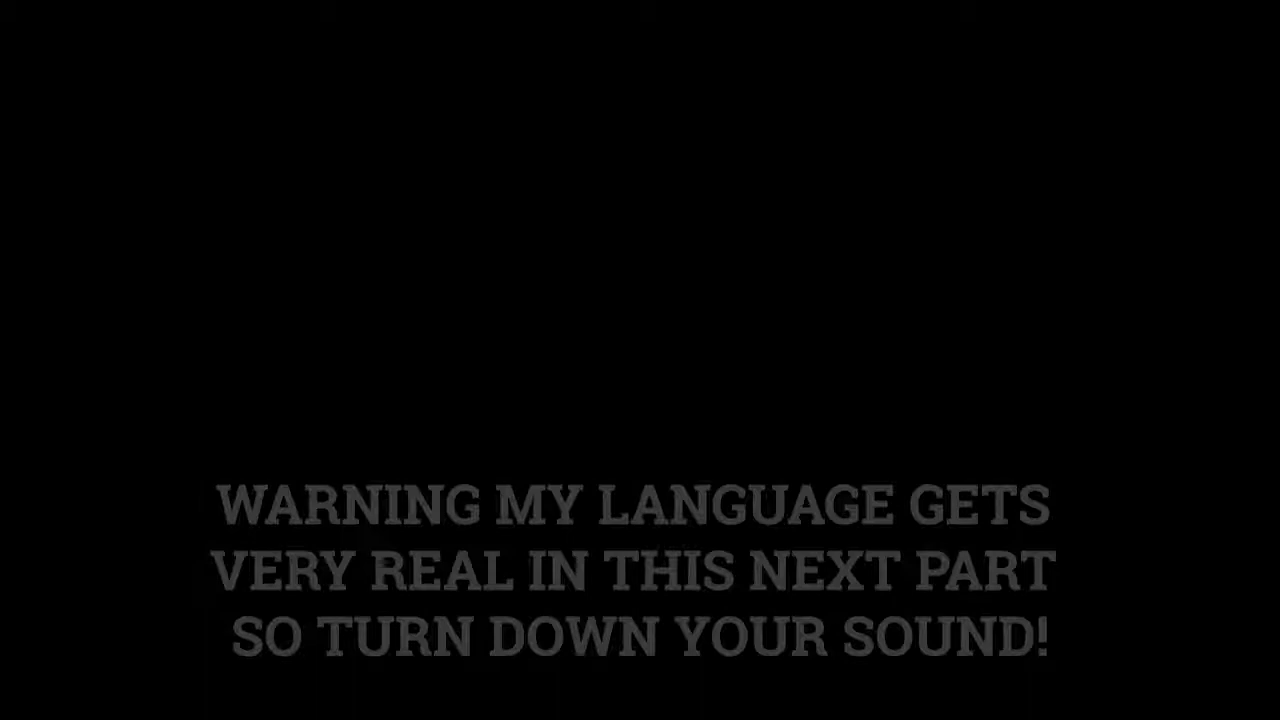 WARNING MY LANGUAGE GETS
VERY REAL IN THIS NEXT PART
SO TURN DOWN YOUR SOUND!